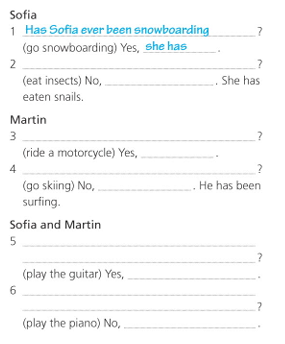 Sofia
1 Has Sofia ever been snowboarding ?
(go snowboarding) Yes, she has .
2 ?
(eat insects) No, . She has
eaten snails.
Martin
3 ?
(ride a motorcycle) Yes, .
4 ?
(go skiing) No, . He has been
surfing.
Sofia and Martin
5
?
(play the guitar) Yes, .
6
?
(play the piano) No, .